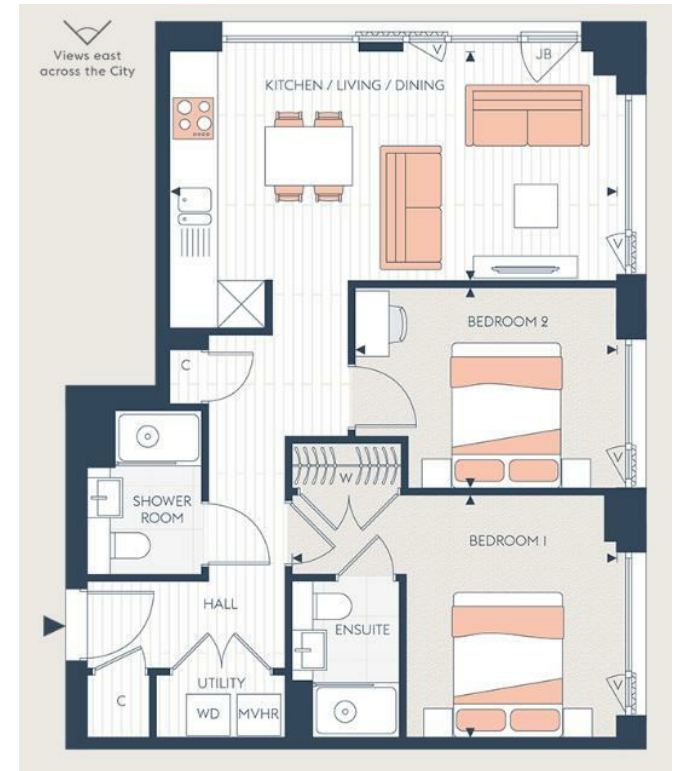 Views east
across the City
V
JB
KITCHEN / LIVING / DINING
V
BEDROOM 2
C
V
W
SHOWER
ROOM
BEDROOM 1
HALL
ENSUITE
UTILITY
V
C
WD
MVHR